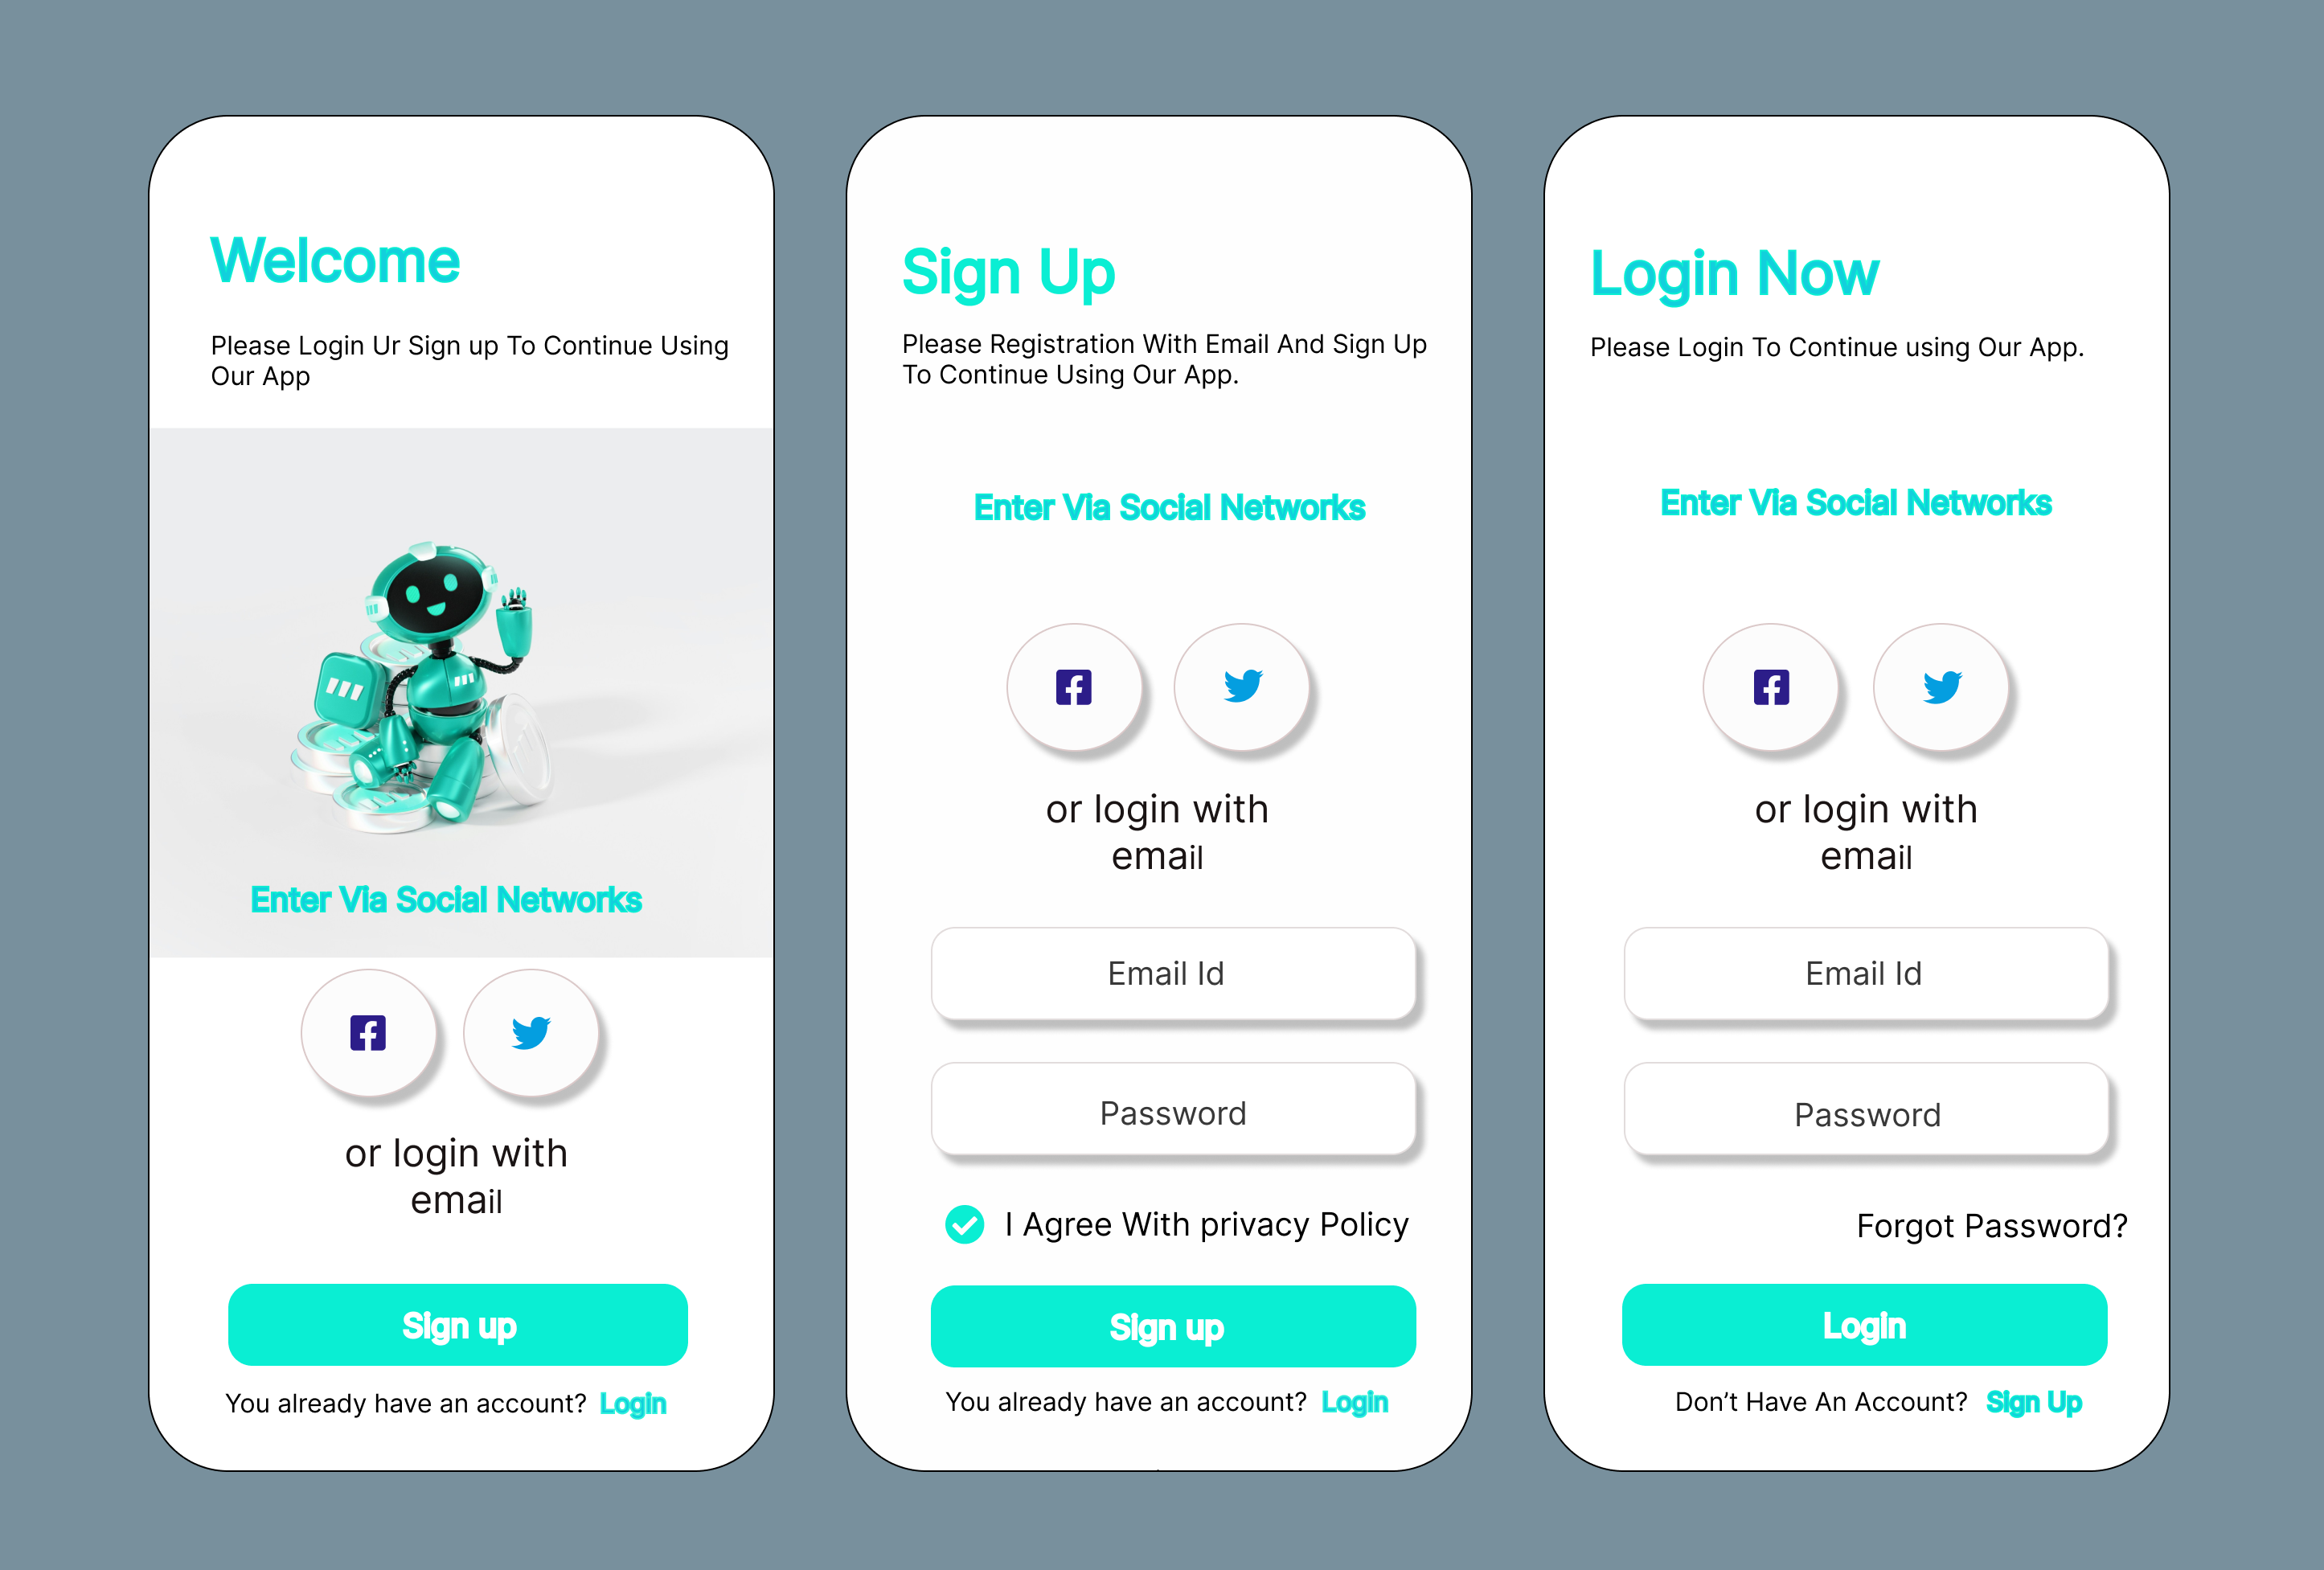 Welcome
Please Login Ur Sign up To Continue Using
Our App
Enter Via Social Networks
or login with
email
Sign up
You already have an account? Login
Sign Up
Please Registration With Email And Sign Up
To Continue Using Our App.
Enter Via Social Networks
or login with
email
Email Id
Password
I Agree With privacy Policy
Sign up
You already have an account? Login
Login Now
Please Login To Continue using Our App.
Enter Via Social Networks
or login with
email
Email Id
Password
Forgot Password?
Login
Don’t Have An Account? Sign Up